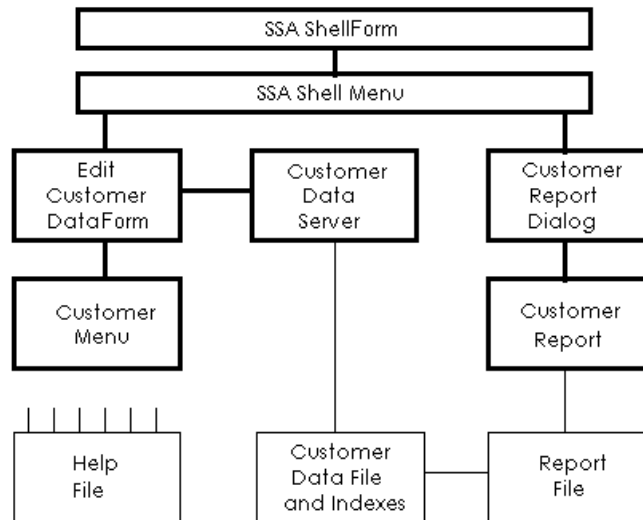 SSA ShellForm
SSA Shell Menu
Edit
Customer
DataForm
Customer
Data
Server
Customer
Report
Dialog
Customer
Menu
Customer
Report
Help
File
Customer
Data File
and Indexes
Report
File